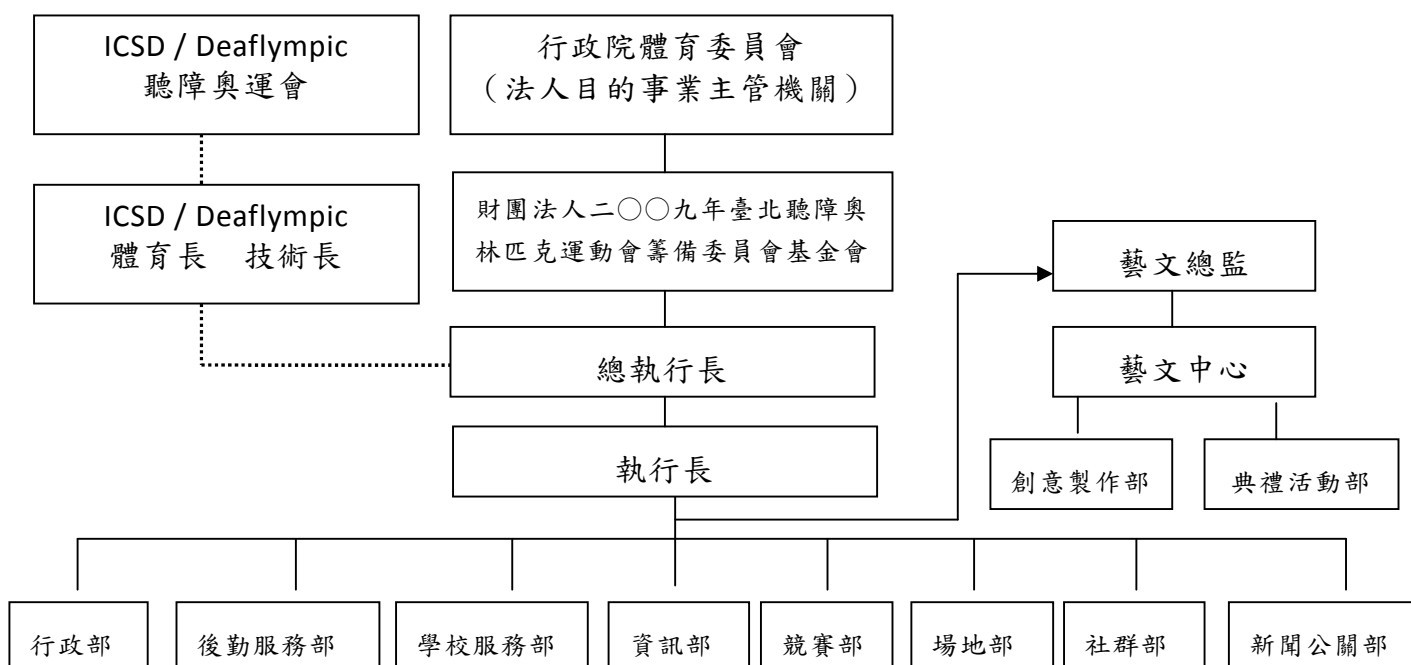 ICSD / Deaflympic
聽障奧運會
行政院體育委員會
（法人目的事業主管機關）
ICSD / Deaflympic
體育長　技術長
財團法人二○○九年臺北聽障奧
林匹克運動會籌備委員會基金會
藝文總監
總執行長
藝文中心
執行長
創意製作部
典禮活動部
行政部
後勤服務部
學校服務部
資訊部
競賽部
場地部
社群部
新聞公關部